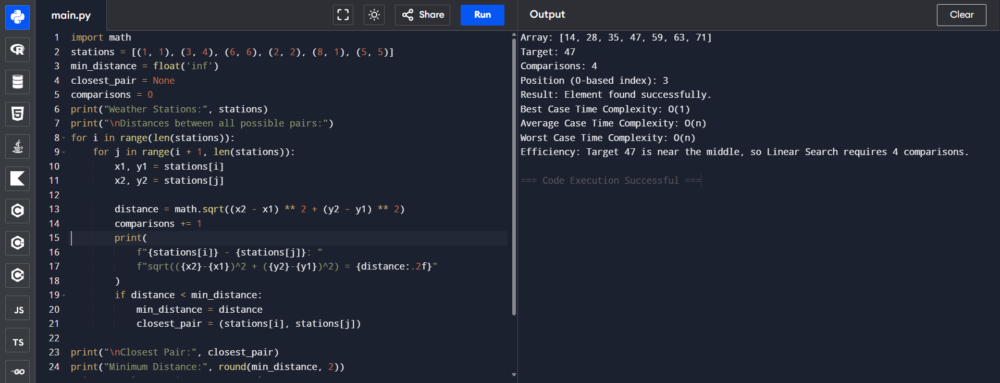 main.py
Share
Run
Output
Clear
1 import math
2 stations = [(1, 1), (3, 4), (6, 6), (2, 2), (8, 1), (5, 5)]
3 min_distance = float('inf')
4 closest_pair = None
5 comparisons = 0
6 print("Weather Stations:", stations)
7 print("\nDistances between all possible pairs:")
8 for i in range(len(stations)):
9     for j in range(i + 1, len(stations)):
10         x1, y1 = stations[i]
11         x2, y2 = stations[j]
12
13         distance = math.sqrt((x2 - x1) ** 2 + (y2 - y1) ** 2)
14         comparisons += 1
15         print(
16             f"{stations[i]} - {stations[j]}: "
17             f"sqrt(({x2}-{x1})^2 + ({y2}-{y1})^2) = {distance:.2f}"
18         )
19         if distance < min_distance:
20             min_distance = distance
21             closest_pair = (stations[i], stations[j])
22
23 print("\nClosest Pair:", closest_pair)
24 print("Minimum Distance:", round(min_distance, 2))
Array: [14, 28, 35, 47, 59, 63, 71]
Target: 47
Comparisons: 4
Position (0-based index): 3
Result: Element found successfully.
Best Case Time Complexity: O(1)
Average Case Time Complexity: O(n)
Worst Case Time Complexity: O(n)
Efficiency: Target 47 is near the middle, so Linear Search requires 4 comparisons.
=== Code Execution Successful ===
R
5
C
C++
C#
JS
TS
GO